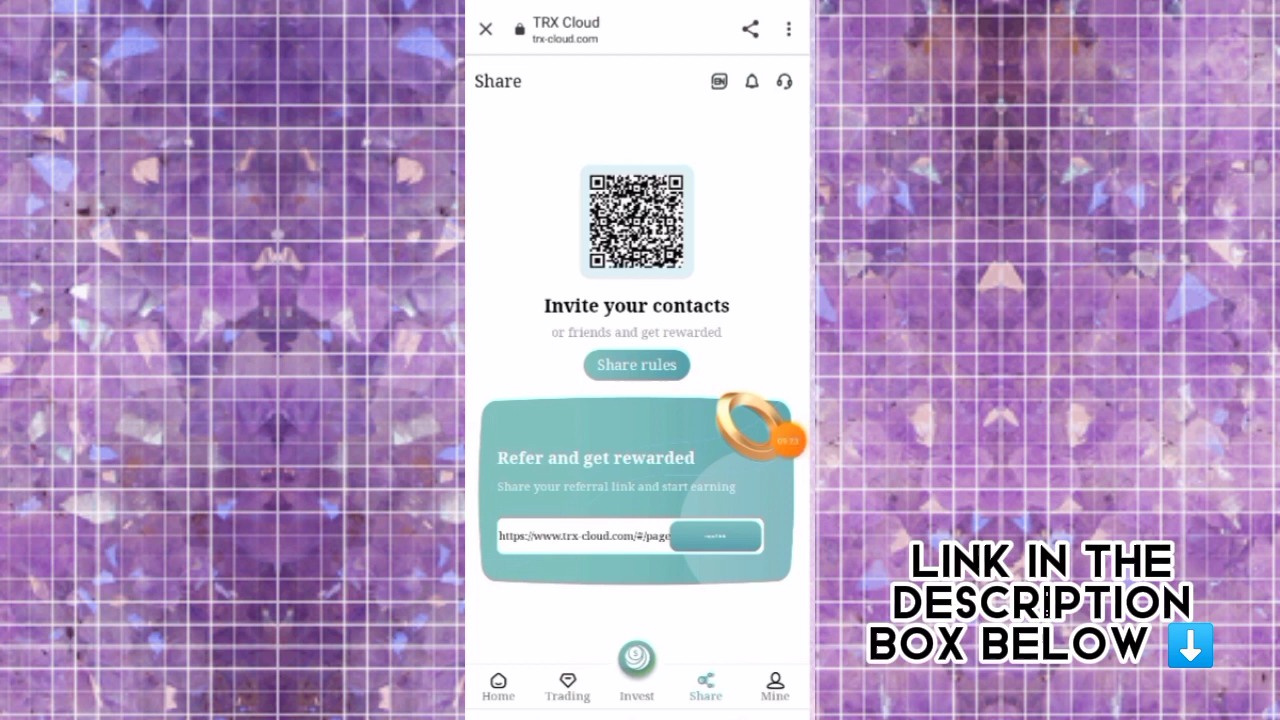 TRX Cloud
trx-cloud.com
Share
EN
Invite your contacts
or friends and get rewarded
Share rules
Refer and get rewarded
Share your referral link and start earning
https://www.trx-cloud.com/#/page
Home
Trading
Invest
Share
Mine
LINK IN THE
DESCRIPTION
BOX BELOW ⬇️